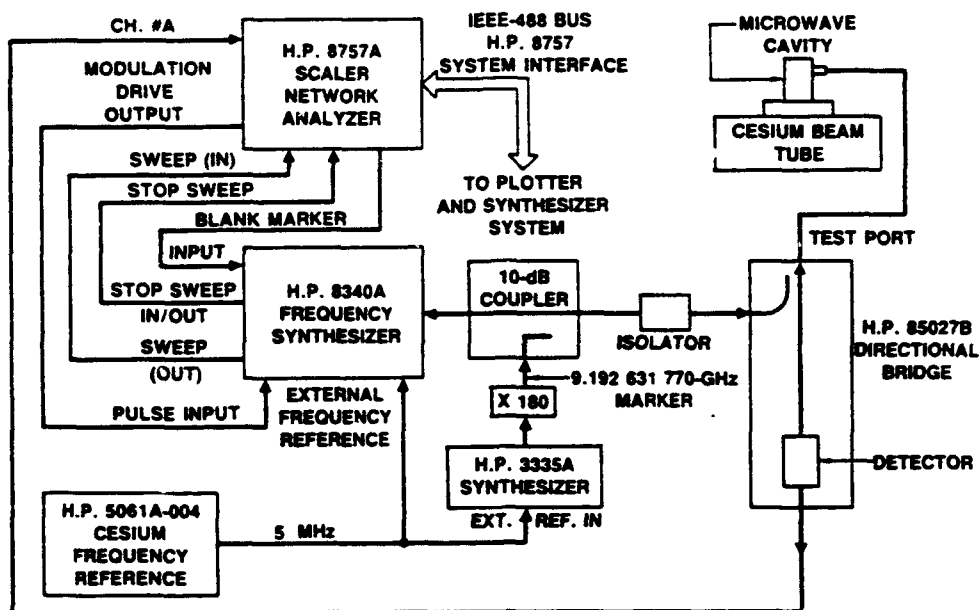 CH. #A
H.P. 8757A
SCALER
NETWORK
ANALYZER
IEEE-488 BUS
H.P. 8757
SYSTEM INTERFACE
MICROWAVE
CAVITY
MODULATION
DRIVE
OUTPUT
CESIUM BEAM
TUBE
SWEEP (IN)
STOP SWEEP
BLANK MARKER
TO PLOTTER
AND SYNTHESIZER
SYSTEM
TEST PORT
INPUT
STOP SWEEP
IN/OUT
SWEEP
(OUT)
PULSE INPUT
H.P. 8340A
FREQUENCY
SYNTHESIZER
10-dB
COUPLER
ISOLATOR
H.P. 85027B
DIRECTIONAL
BRIDGE
EXTERNAL
FREQUENCY
REFERENCE
9.192 631 770-GHz
MARKER
X 180
H.P. 3335A
SYNTHESIZER
DETECTOR
EXT. REF. IN
H.P. 5061A-004
CESIUM
FREQUENCY
REFERENCE
5 MHz